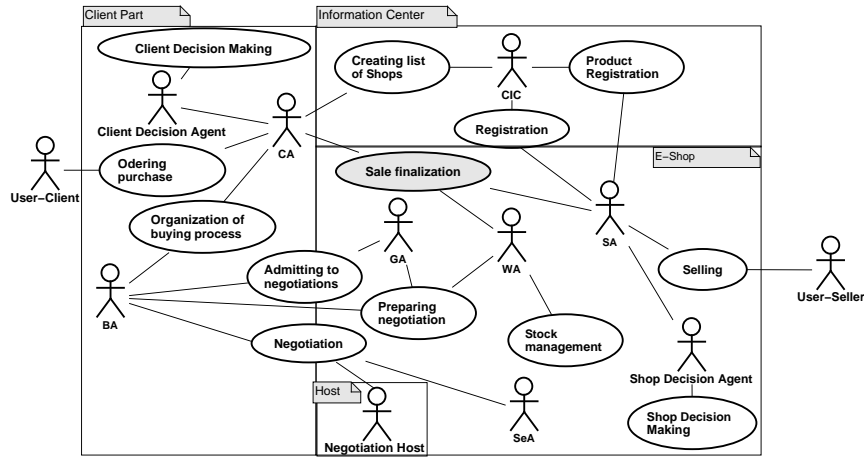 Client Part
Information Center
Client Decision Making
Creating list
of Shops
CIC
Product
Registration
Client Decision Agent
CA
Registration
E-Shop
User-Client
Odering
purchase
Sale finalization
Organization of
buying process
GA
WA
SA
Admitting to
negotiations
Selling
User-Seller
BA
Preparing
negotiation
Negotiation
Stock
management
Shop Decision Agent
Host
Negotiation Host
SeA
Shop Decision
Making